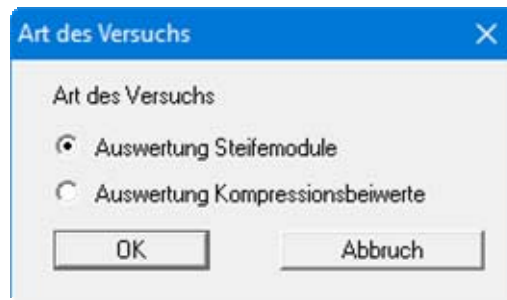 Art des Versuchs
Art des Versuchs
Auswertung Steifemodule
Auswertung Kompressionsbeiwerte
OK Abbruch